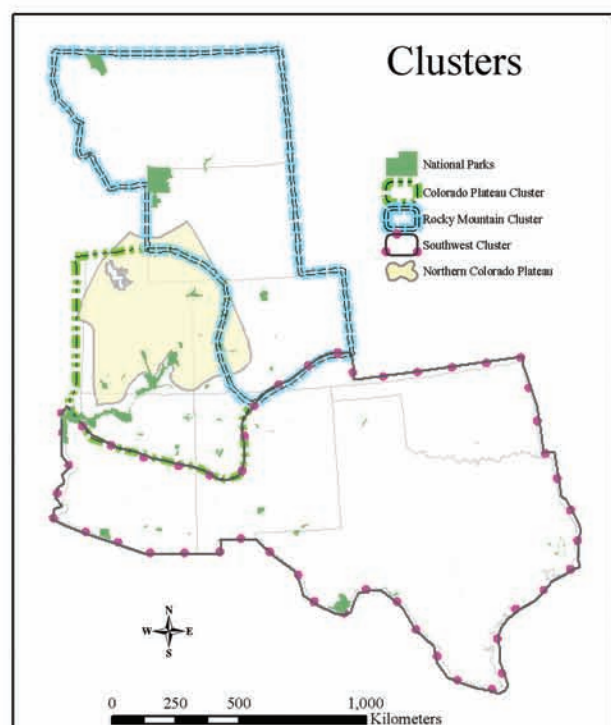 Clusters
National Parks
Colorado Plateau Cluster
Rocky Mountain Cluster
Southwest Cluster
Northern Colorado Plateau
N
W E
S
0 250 500 1,000
Kilometers